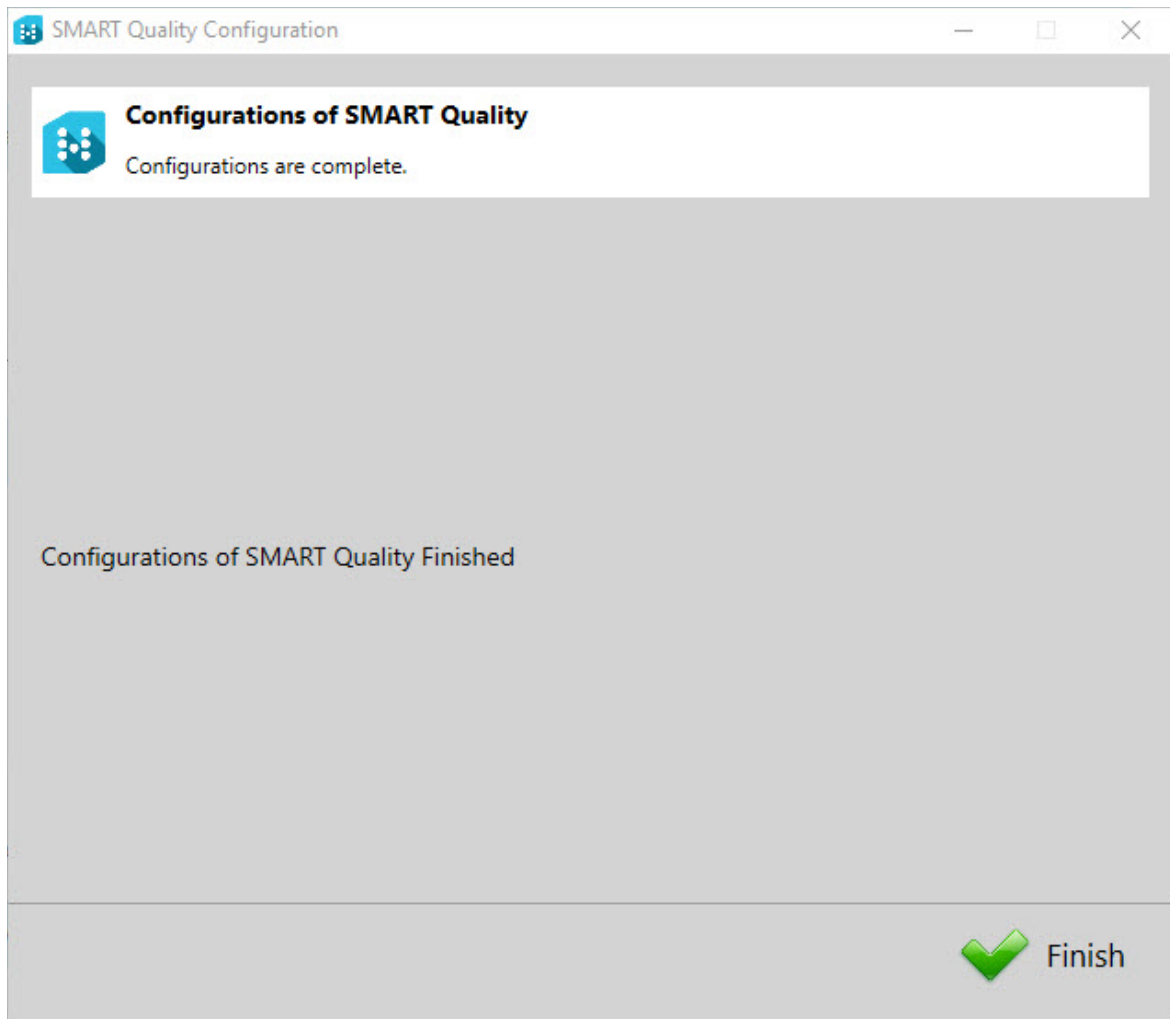 SMART Quality Configuration
Configurations of SMART Quality
Configurations are complete.
Configurations of SMART Quality Finished
Finish